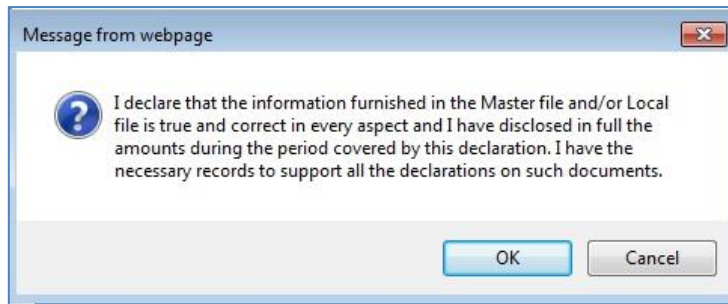 Message from webpage
I declare that the information furnished in the Master file and/or Local
file is true and correct in every aspect and I have disclosed in full the
amounts during the period covered by this declaration. I have the
necessary records to support all the declarations on such documents.
OK Cancel